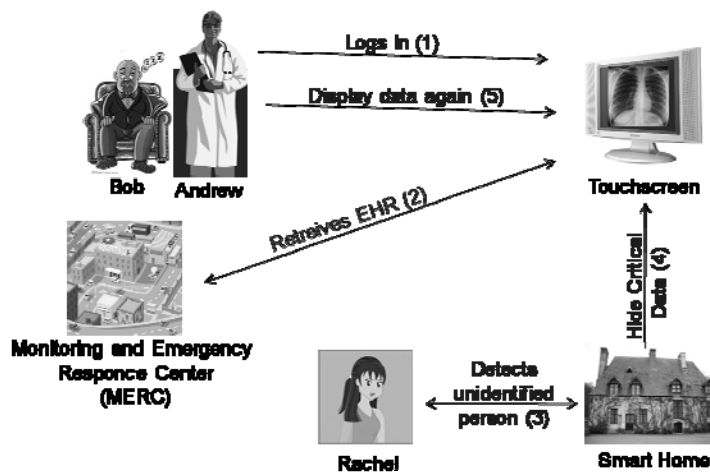 Logs in (1)
Display data again (5)
Bob
Andrew
Touchscreen
Retreives EHR (2)
Hide Critical
Data (4)
Monitoring and Emergency
Responce Center
(MERC)
Detects
unidentified
person (3)
Rachel
Smart Home